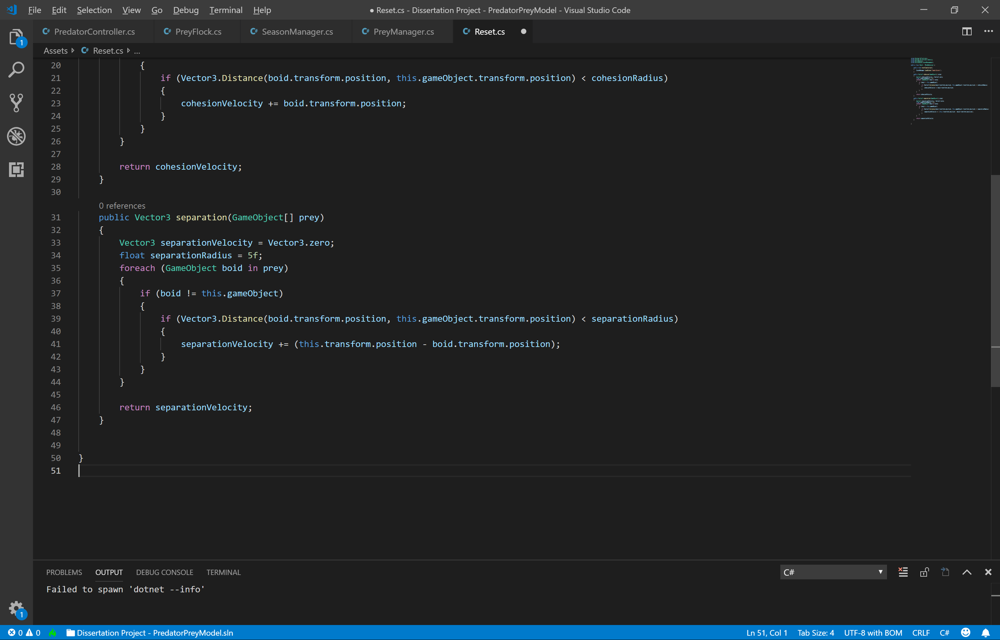 File Edit Selection View Go Debug Terminal Help ● Reset.cs - Dissertation Project - PredatorPreyModel - Visual Studio Code
C# PredatorController.cs C# PreyFlock.cs C# SeasonManager.cs C# PreyManager.cs C# Reset.cs ●
Assets C# Reset.cs ...
20 {
21 if (Vector3.Distance(boid.transform.position, this.gameObject.transform.position) < cohesionRadius)
22 {
23 cohesionVelocity += boid.transform.position;
24 }
25 }
26 }
27
28 return cohesionVelocity;
29 }
30
0 references
31 public Vector3 separation(GameObject[] prey)
32 {
33 Vector3 separationVelocity = Vector3.zero;
34 float separationRadius = 5f;
35 foreach (GameObject boid in prey)
36 {
37 if (boid != this.gameObject)
38 {
39 if (Vector3.Distance(boid.transform.position, this.gameObject.transform.position) < separationRadius)
40 {
41 separationVelocity += (this.transform.position - boid.transform.position);
42 }
43 }
44 }
45
46 return separationVelocity;
47 }
48
49
50 }
51
PROBLEMS OUTPUT DEBUG CONSOLE TERMINAL C#
Failed to spawn 'dotnet --info'
1
1
0 0 Dissertation Project - PredatorPreyModel.sln Ln 51, Col 1 Tab Size: 4 UTF-8 with BOM CRLF C#